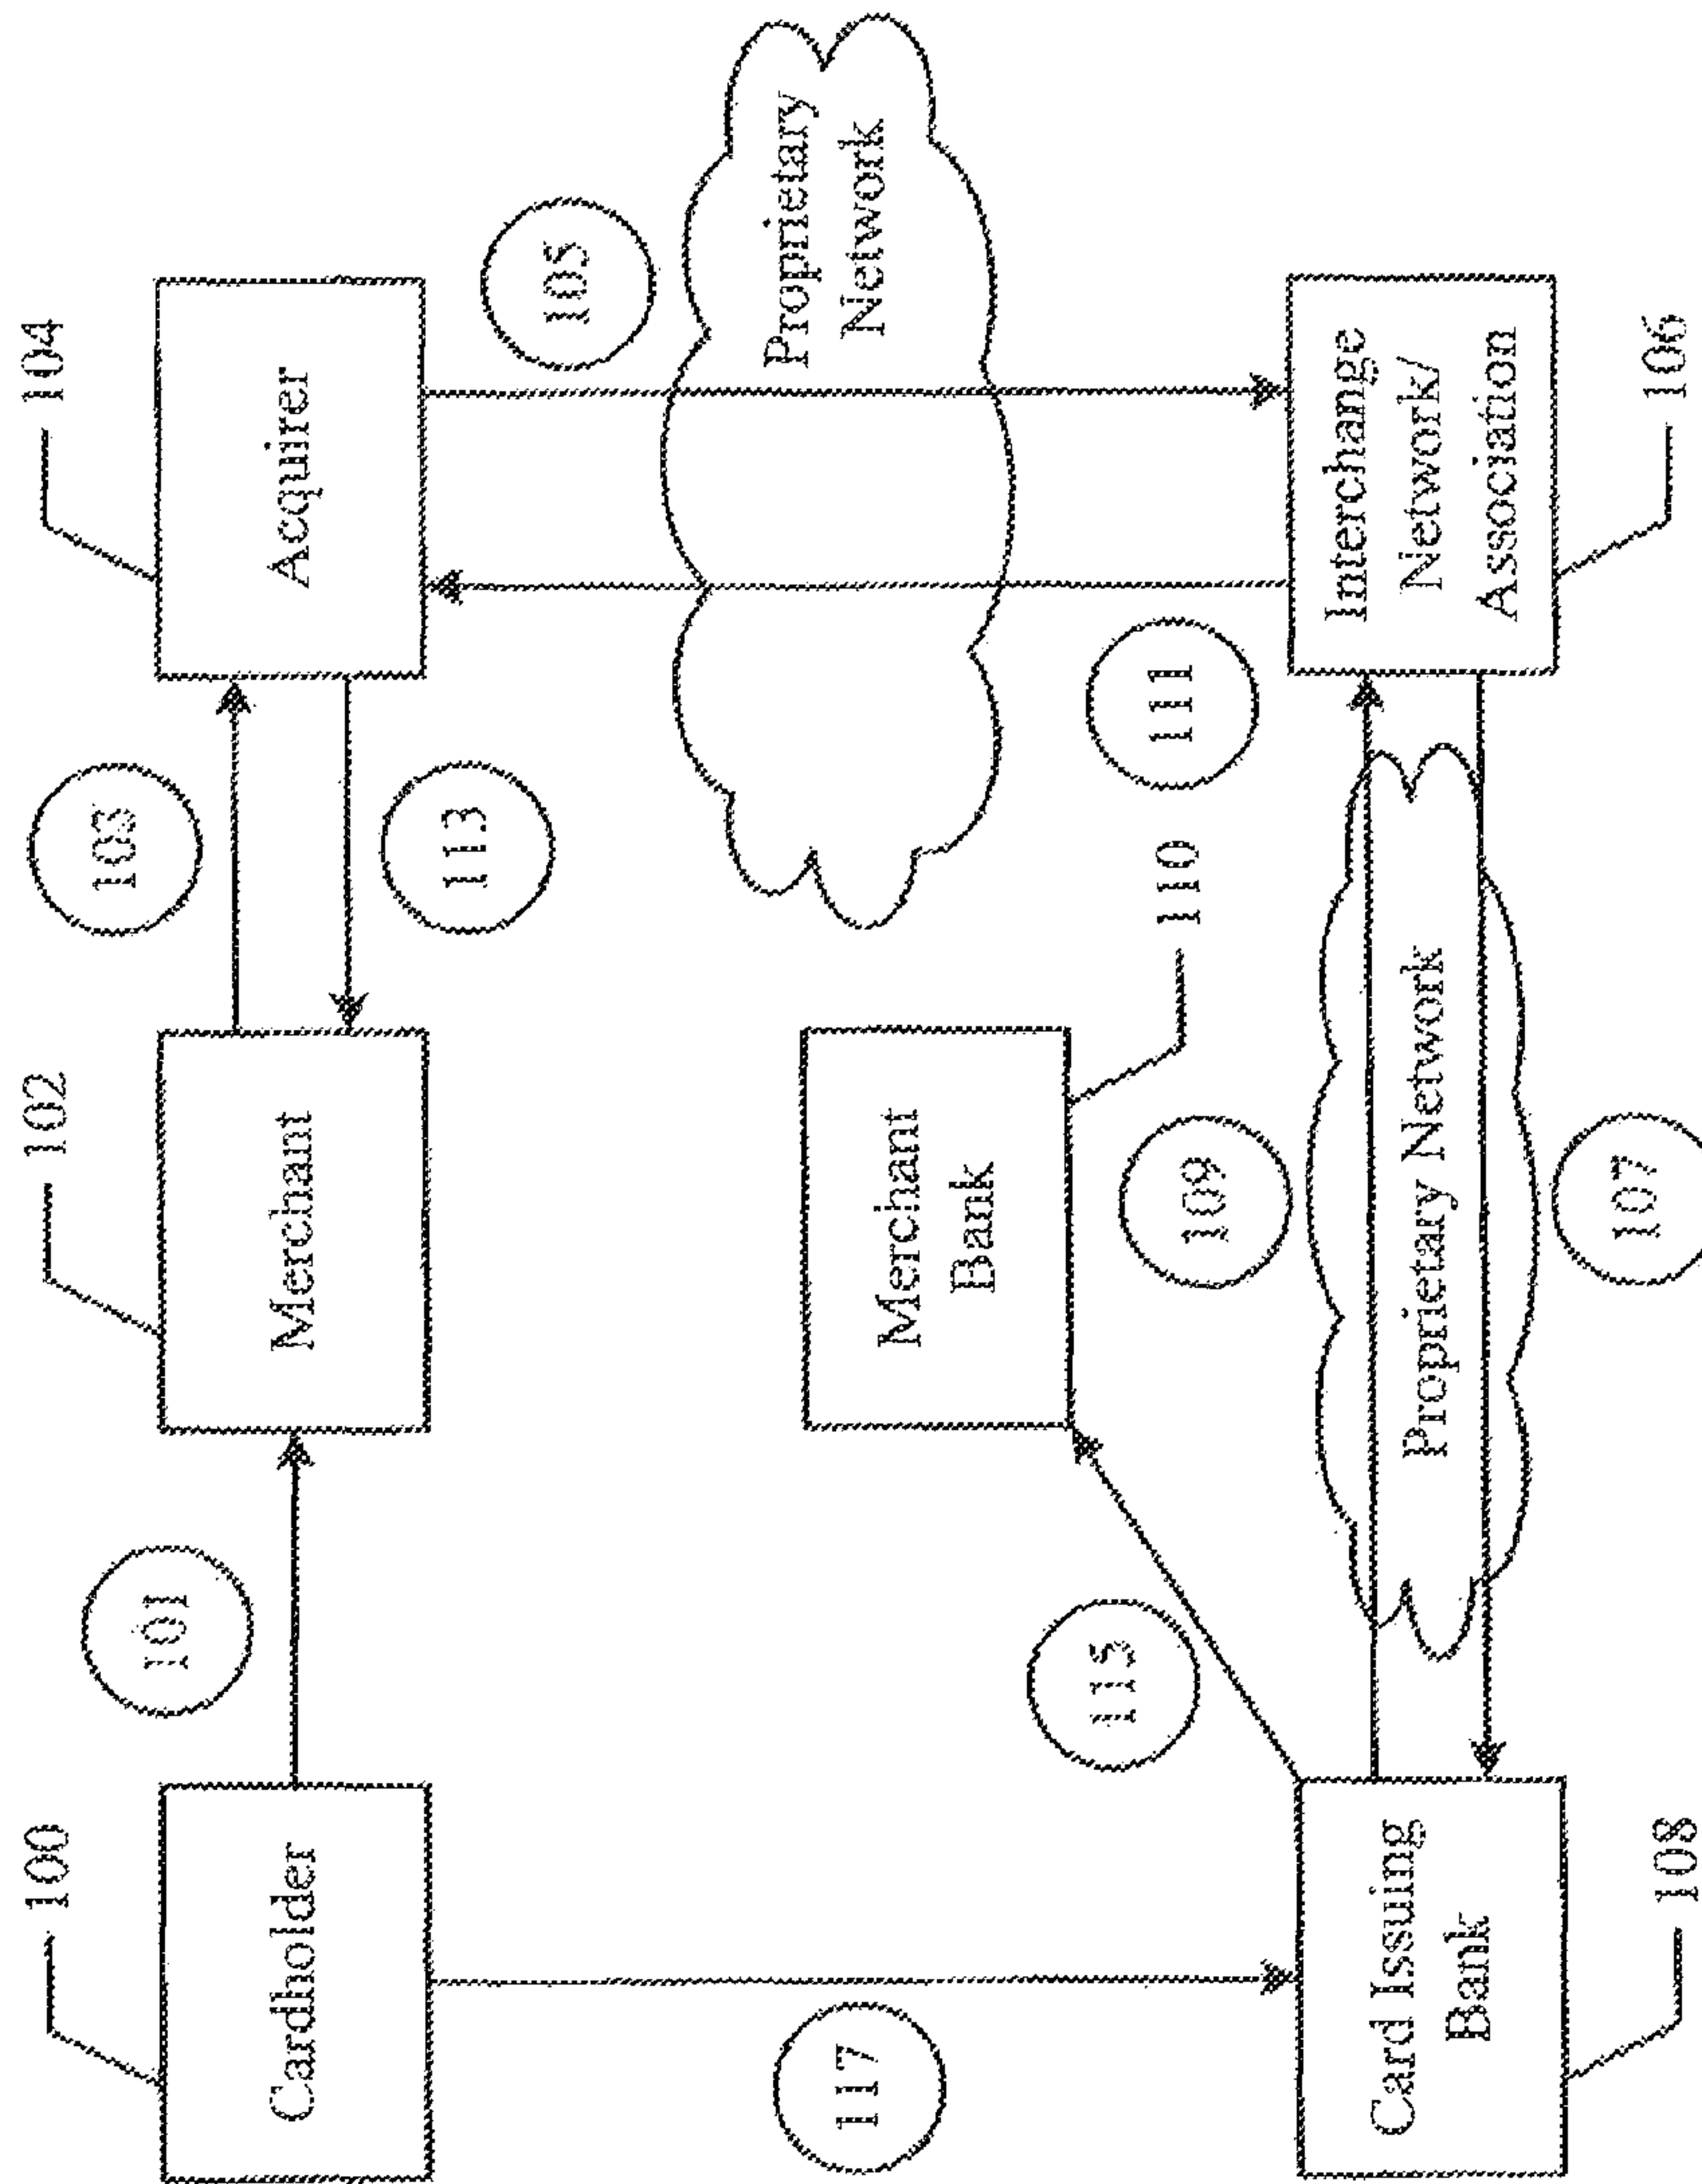 100
102
104
Cardholder
101
Merchant
103
113
Acquirer
105
Proprietary
Network
117
115
Merchant
Bank
110
109
111
Card Issuing
Bank
Proprietary Network
107
Interchange
Network/
Association
108
106